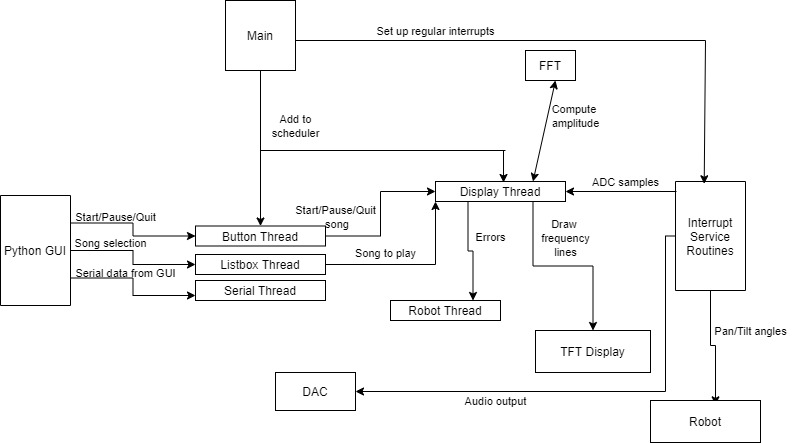 Main
Set up regular interrupts
FFT
Compute
amplitude
Add to
scheduler
ADC samples
Display Thread
Start/Pause/Quit
Start/Pause/Quit
song
Button Thread
Python GUI
Song selection
Listbox Thread
Song to play
Serial data from GUI
Serial Thread
Errors
Draw
frequency
lines
Interrupt
Service
Routines
Robot Thread
TFT Display
Pan/Tilt angles
DAC
Audio output
Robot